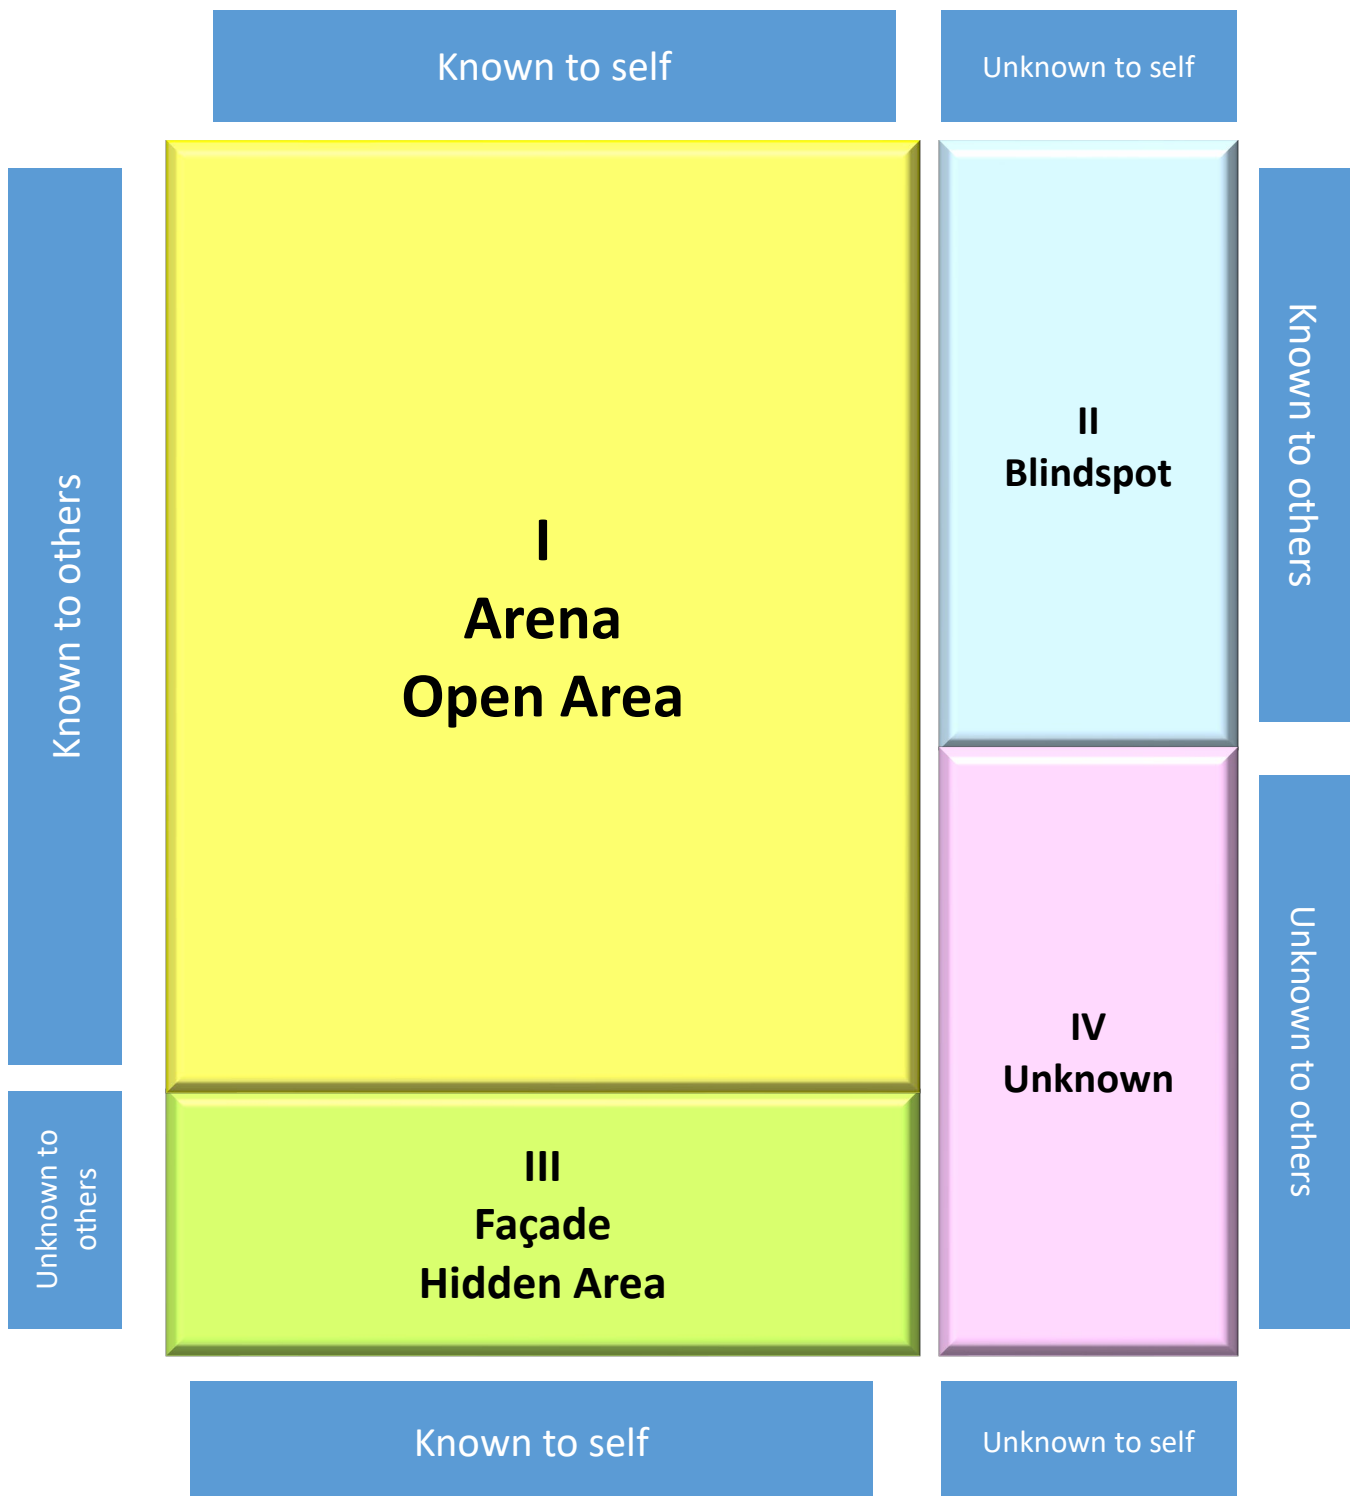 Known to self
Unknown to self
Known to others
I
Arena
Open Area
II
Blindspot
Known to others
Unknown to
others
III
Façade
Hidden Area
IV
Unknown
Unknown to others
Known to self
Unknown to self